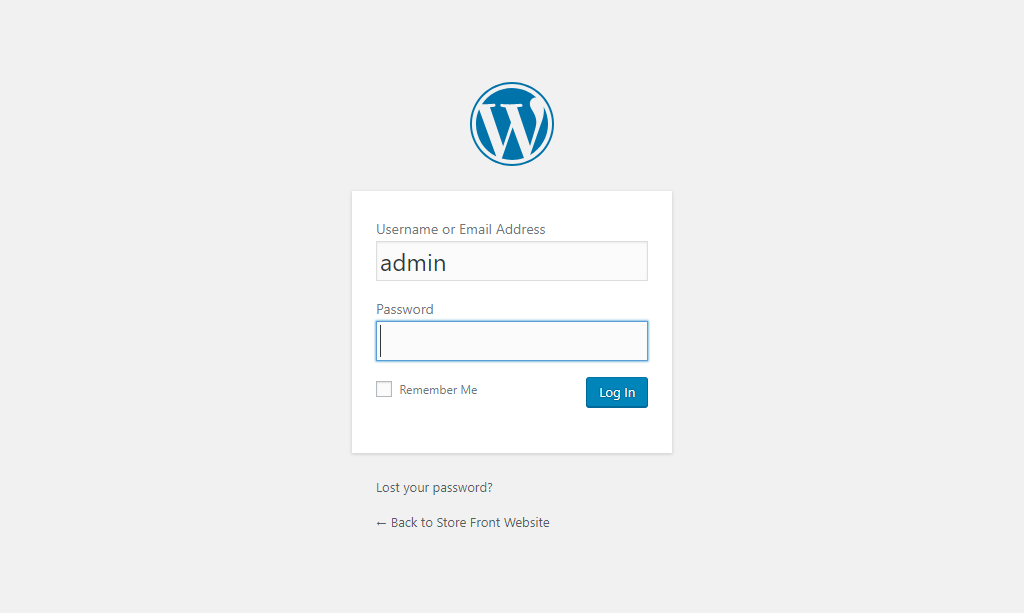 Username or Email Address
admin
Password
Remember Me
Log In
Lost your password?
← Back to Store Front Website